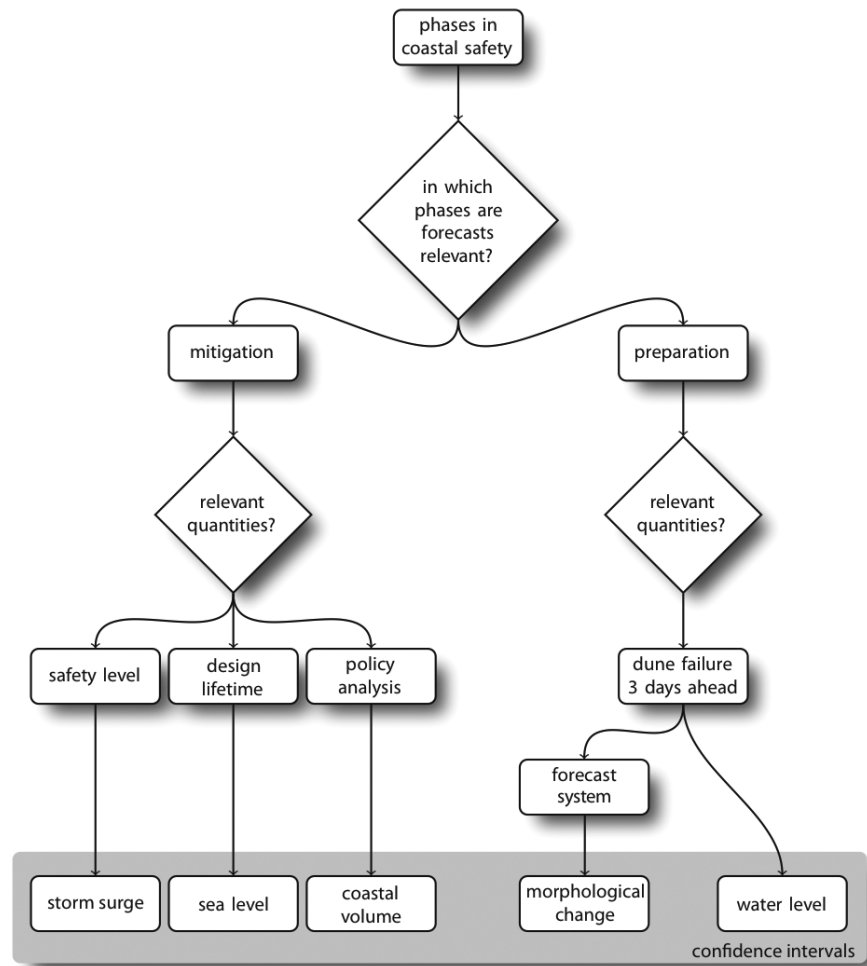 phases in
coastal safety
in which
phases are
forecasts
relevant?
mitigation
preparation
relevant
quantities?
relevant
quantities?
safety level
design
lifetime
policy
analysis
dune failure
3 days ahead
forecast
system
storm surge
sea level
coastal
volume
morphological
change
water level
confidence intervals